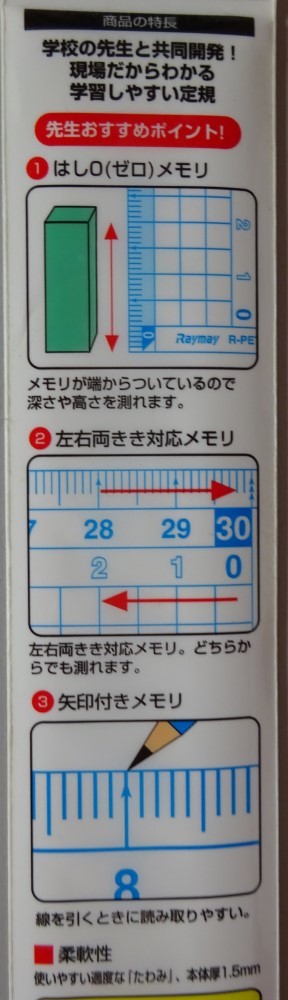 商品の特長
学校の先生と共同開発！
現場だからわかる
学習しやすい定規
先生おすすめポイント!
1 はし0(ゼロ)メモリ
2
1
0
0
Raymay R-PE
メモリが端からついているので
深さや高さを測れます。
2 左右両きき対応メモリ
28 29 30
2 1 0
左右両きき対応メモリ。どちらか
らでも測れます。
3 矢印付きメモリ
8
線を引くときに読み取りやすい。
柔軟性
使いやすい適度な「たわみ」、本体厚1.5mm